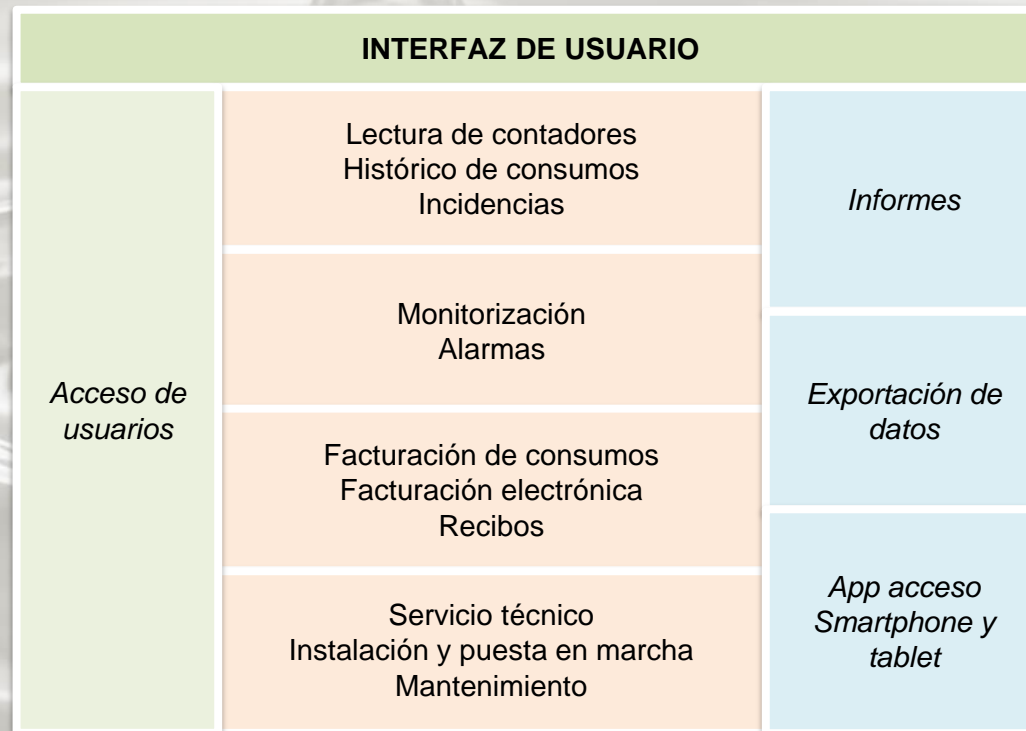 INTERFAZ DE USUARIO
Acceso de
usuarios
Lectura de contadores
Histórico de consumos
Incidencias
Monitorización
Alarmas
Facturación de consumos
Facturación electrónica
Recibos
Servicio técnico
Instalación y puesta en marcha
Mantenimiento
Informes
Exportación de
datos
App acceso
Smartphone y
tablet